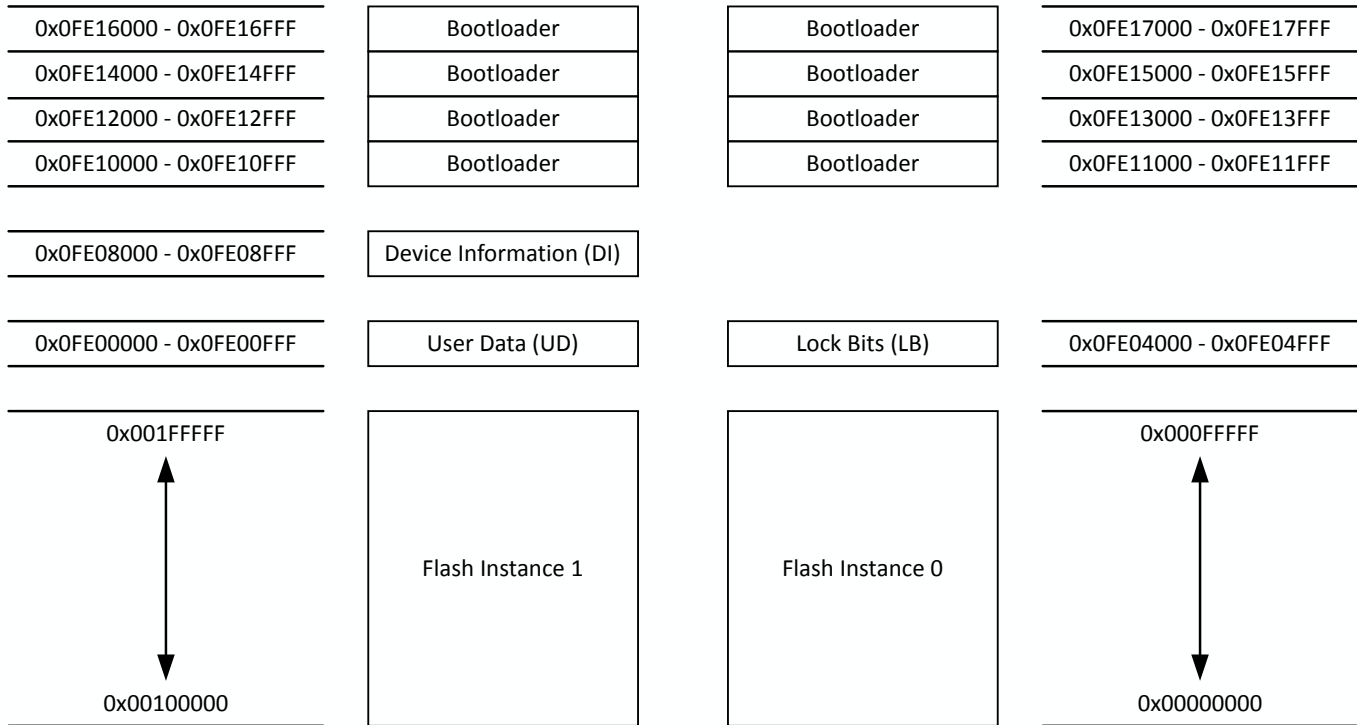 0x0FE16000 - 0x0FE16FFF Bootloader Bootloader 0x0FE17000 - 0x0FE17FFF
0x0FE14000 - 0x0FE14FFF Bootloader Bootloader 0x0FE15000 - 0x0FE15FFF
0x0FE12000 - 0x0FE12FFF Bootloader Bootloader 0x0FE13000 - 0x0FE13FFF
0x0FE10000 - 0x0FE10FFF Bootloader Bootloader 0x0FE11000 - 0x0FE11FFF
0x0FE08000 - 0x0FE08FFF Device Information (DI)
0x0FE00000 - 0x0FE00FFF User Data (UD) Lock Bits (LB) 0x0FE04000 - 0x0FE04FFF
0x001FFFFF 0x000FFFFF
Flash Instance 1 Flash Instance 0
0x00100000 0x00000000